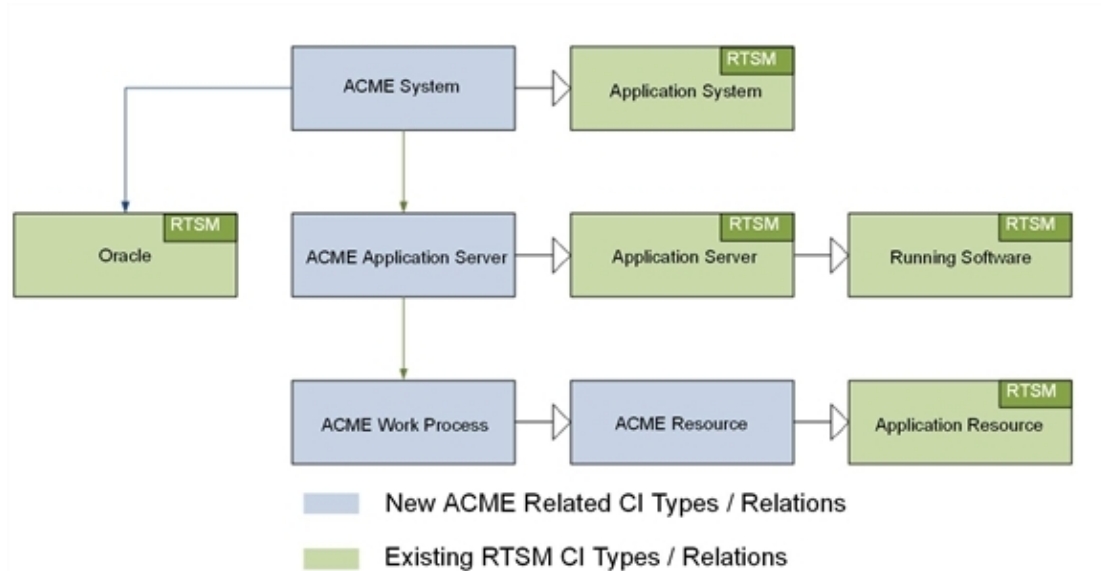 RTSM
ACME System
Application System
RTSM
Oracle
ACME Application Server
RTSM
Application Server
RTSM
Running Software
ACME Work Process
ACME Resource
RTSM
Application Resource
New ACME Related CI Types / Relations
Existing RTSM CI Types / Relations